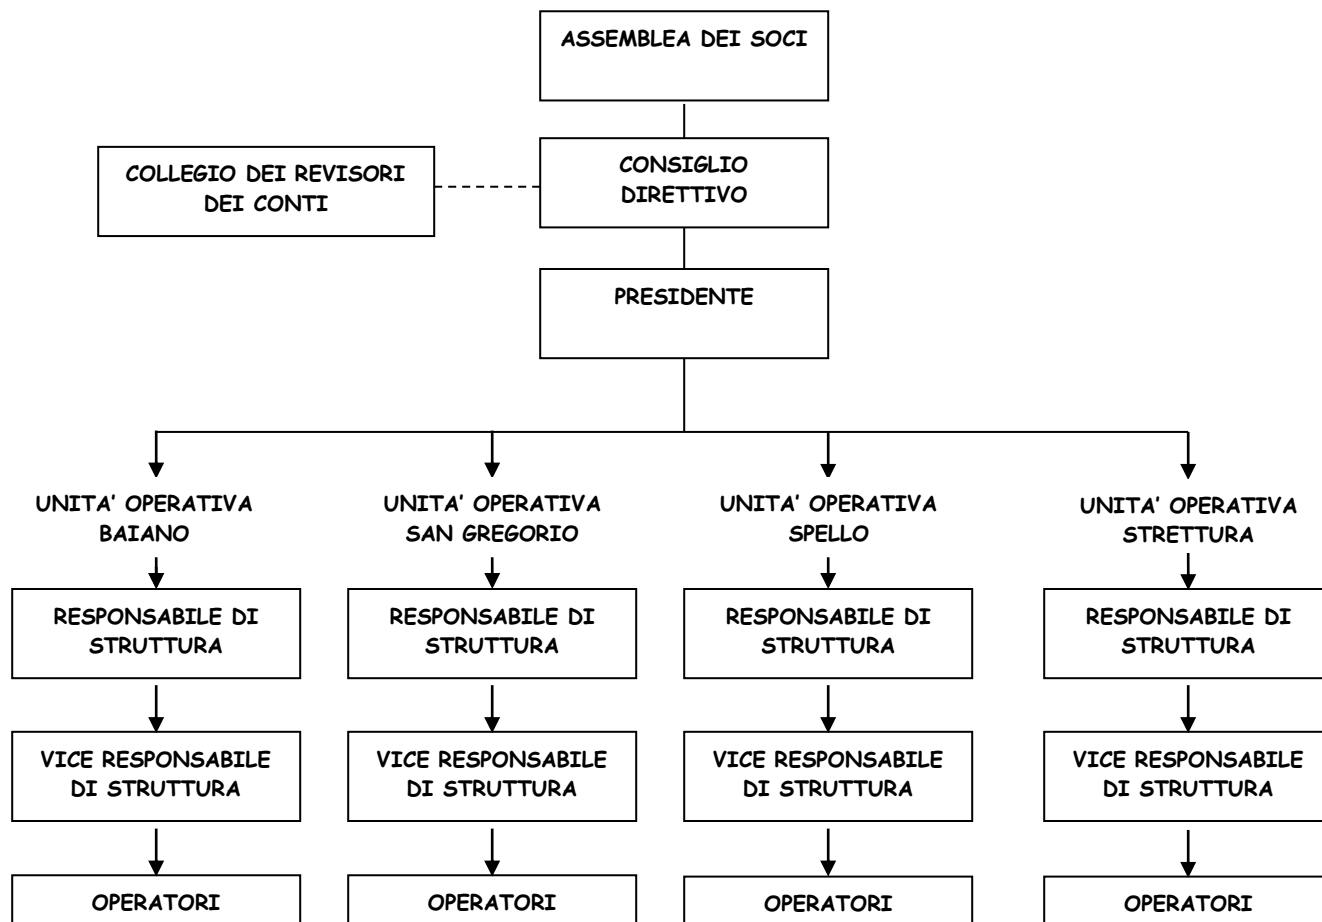 ASSEMBLEA DEI SOCI
COLLEGIO DEI REVISORI
DEI CONTI
CONSIGLIO
DIRETTIVO
PRESIDENTE
UNITA' OPERATIVA
BAIANO
UNITA' OPERATIVA
SAN GREGORIO
UNITA' OPERATIVA
SPELLO
UNITA' OPERATIVA
STRETTURA
RESPONSABILE DI
STRUTTURA
RESPONSABILE DI
STRUTTURA
RESPONSABILE DI
STRUTTURA
RESPONSABILE DI
STRUTTURA
VICE RESPONSABILE
DI STRUTTURA
VICE RESPONSABILE
DI STRUTTURA
VICE RESPONSABILE
DI STRUTTURA
VICE RESPONSABILE
DI STRUTTURA
OPERATORI
OPERATORI
OPERATORI
OPERATORI